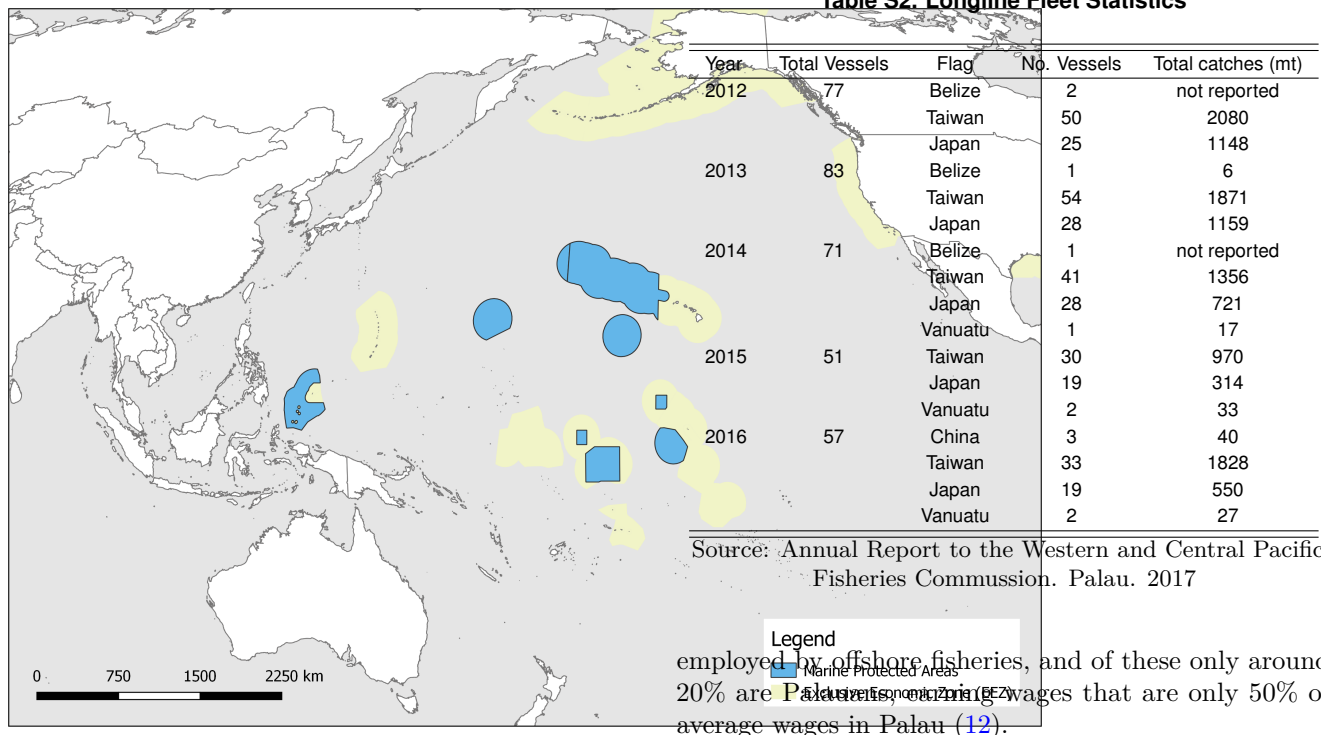 Table S2. Longline Fleet Statistics
Year Total Vessels Flag No. Vessels Total catches (mt)
2012 77 Belize 2 not reported
Taiwan 50 2080
Japan 25 1148
2013 83 Belize 1 6
Taiwan 54 1871
Japan 28 1159
2014 71 Belize 1 not reported
Taiwan 41 1356
Japan 28 721
Vanuatu 1 17
2015 51 Taiwan 30 970
Japan 19 314
Vanuatu 2 33
2016 57 China 3 40
Taiwan 33 1828
Japan 19 550
Vanuatu 2 27
Source: Annual Report to the Western and Central Pacific
Fisheries Commussion. Palau. 2017
Legend
Marine Protected Areas
Exclusive Economic Zone (EEZ)
0 750 1500 2250 km
employed by offshore fisheries, and of these only around
20% are Palauans, earning wages that are only 50% o
average wages in Palau (12).